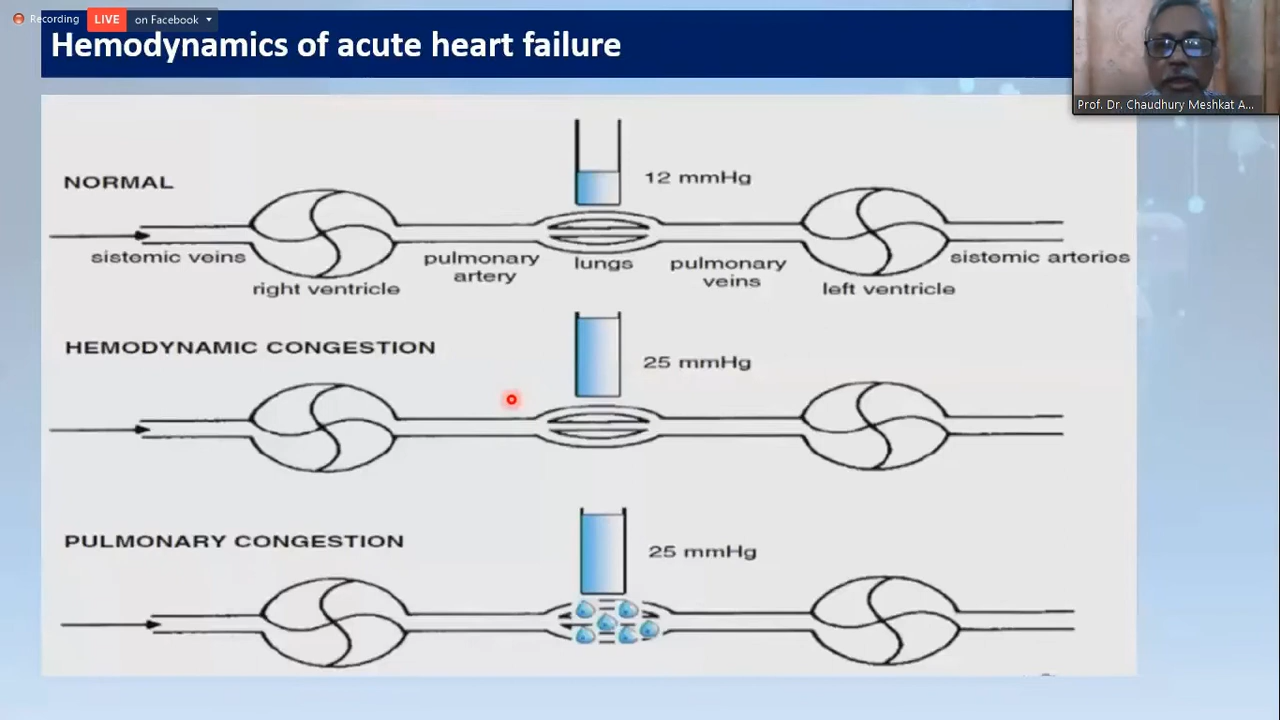 Recording LIVE on Facebook
Hemodynamics of acute heart failure
Prof. Dr. Chaudhury Meshkat A...
NORMAL
12 mmHg
sistemic veins
right ventricle
pulmonary
artery
lungs
pulmonary
veins
left ventricle
sistemic arteries
HEMODYNAMIC CONGESTION
25 mmHg
PULMONARY CONGESTION
25 mmHg